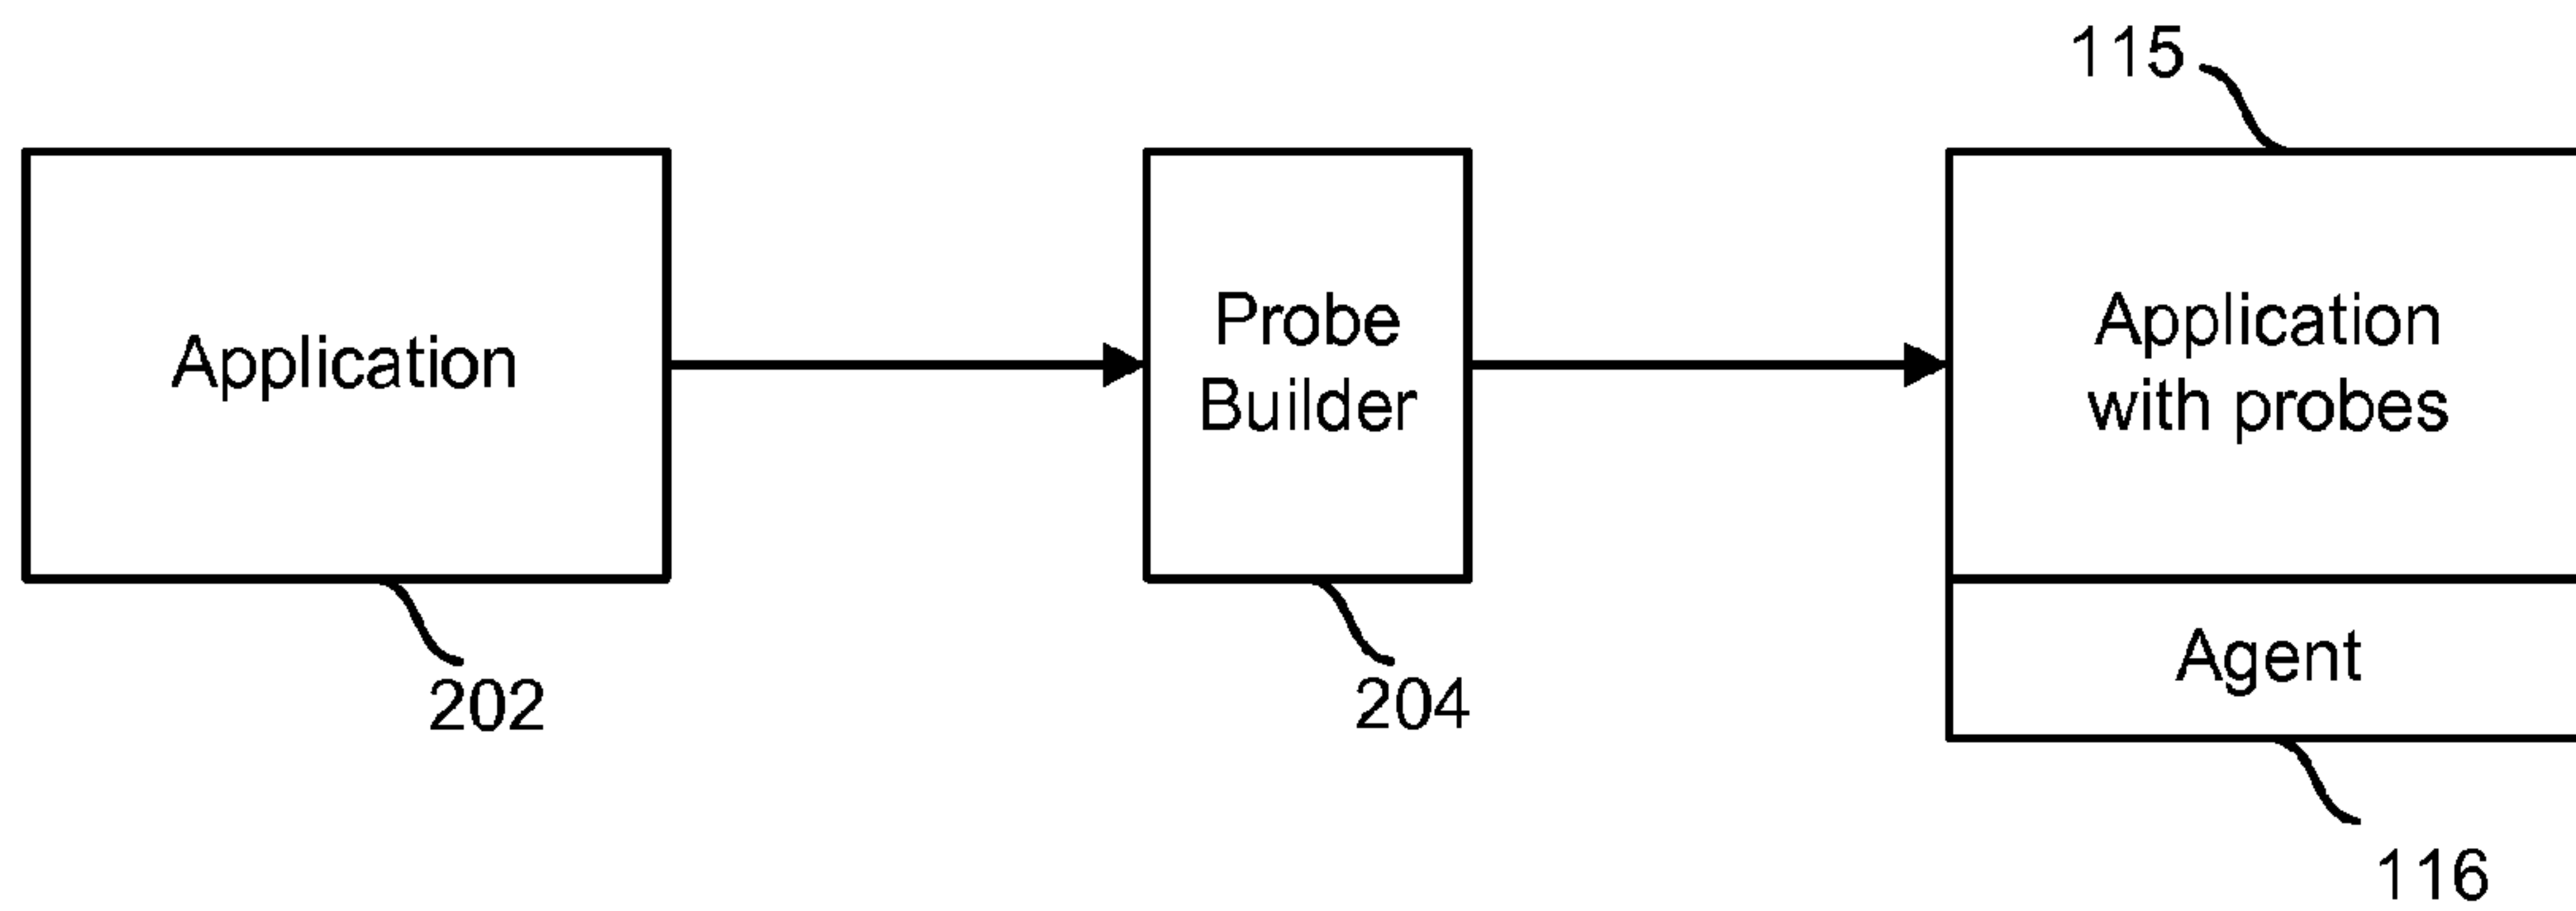 115
Application
Probe
Builder
Application
with probes
Agent
202
204
116